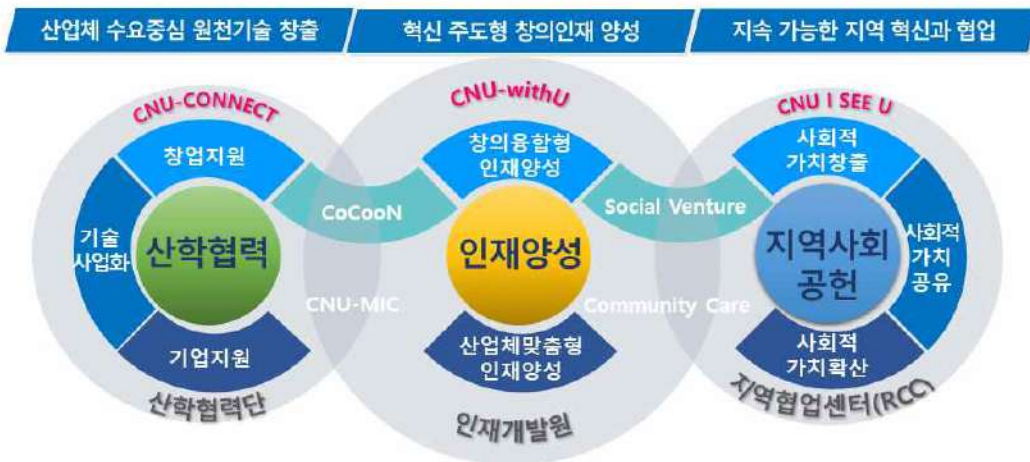 산업체 수요중심 원천기술 창출
혁신 주도형 창의인재 양성
지속 가능한 지역 혁신과 협업
CNU-CONNECT
창업지원
기술
사업화
산학협력
기업지원
산학협력단
CoCooN
CNU-MIC
CNU-withU
창의융합형
인재양성
인재양성
산업체맞춤형
인재양성
인재개발원
Social Venture
Community Care
CNU I SEE U
사회적
가치창출
지역사회
공헌
사회적
가치
공유
사회적
가치확산
지역협업센터(RCC)